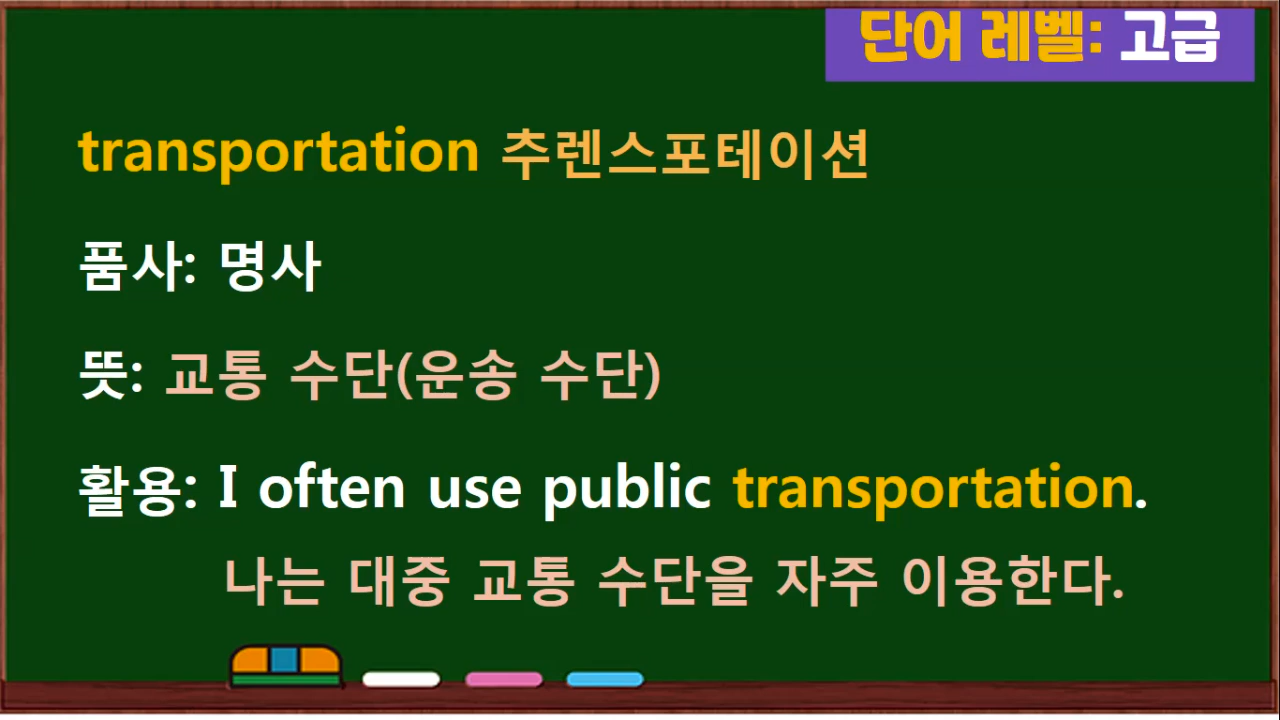 단어 레벨: 고급
transportation 추렌스포테이션
품사: 명사
뜻: 교통 수단(운송 수단)
활용: I often use public transportation.
나는 대중 교통 수단을 자주 이용한다.